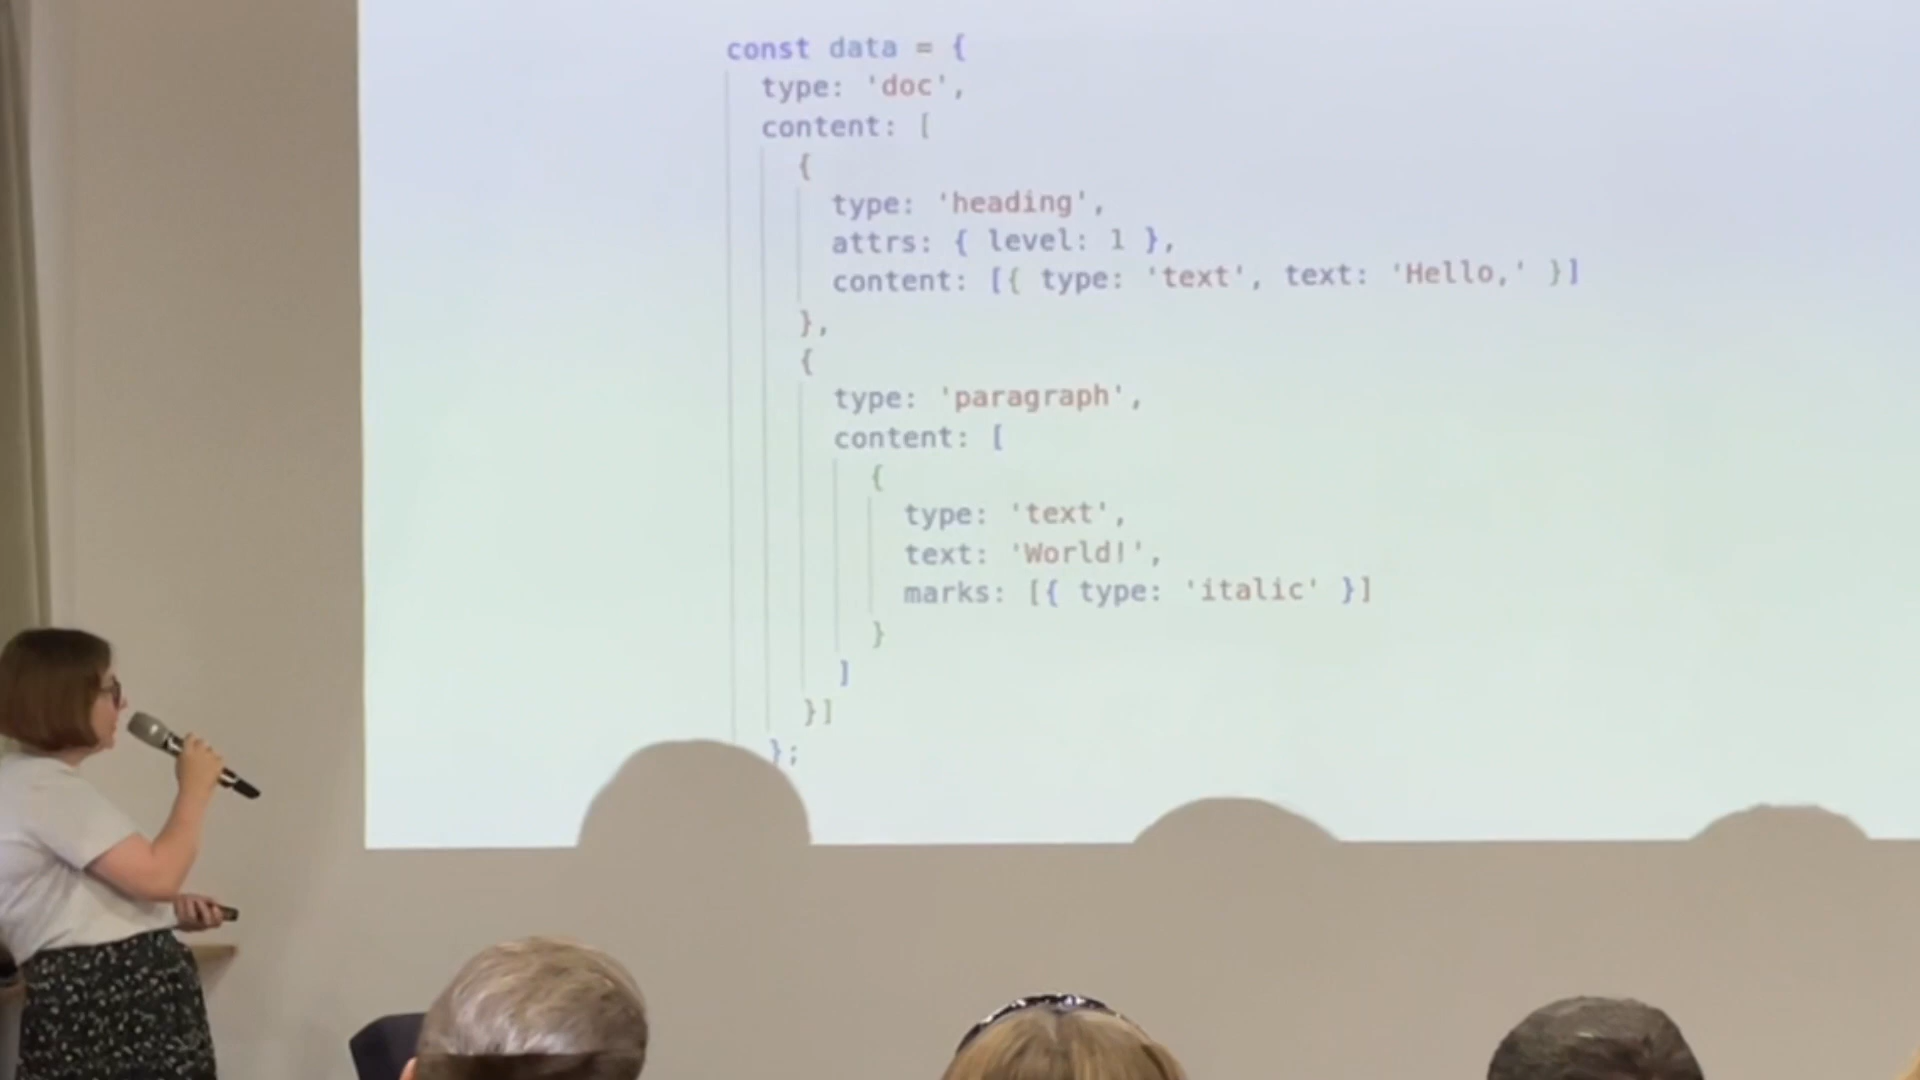 const data = {
type: 'doc',
content: [
{
type: 'heading',
attrs: { level: 1 },
content: [{ type: 'text', text: 'Hello,' }]
},
{
type: 'paragraph',
content: [
{
type: 'text',
text: 'World!',
marks: [{ type: 'italic' }]
}
]
}]
};